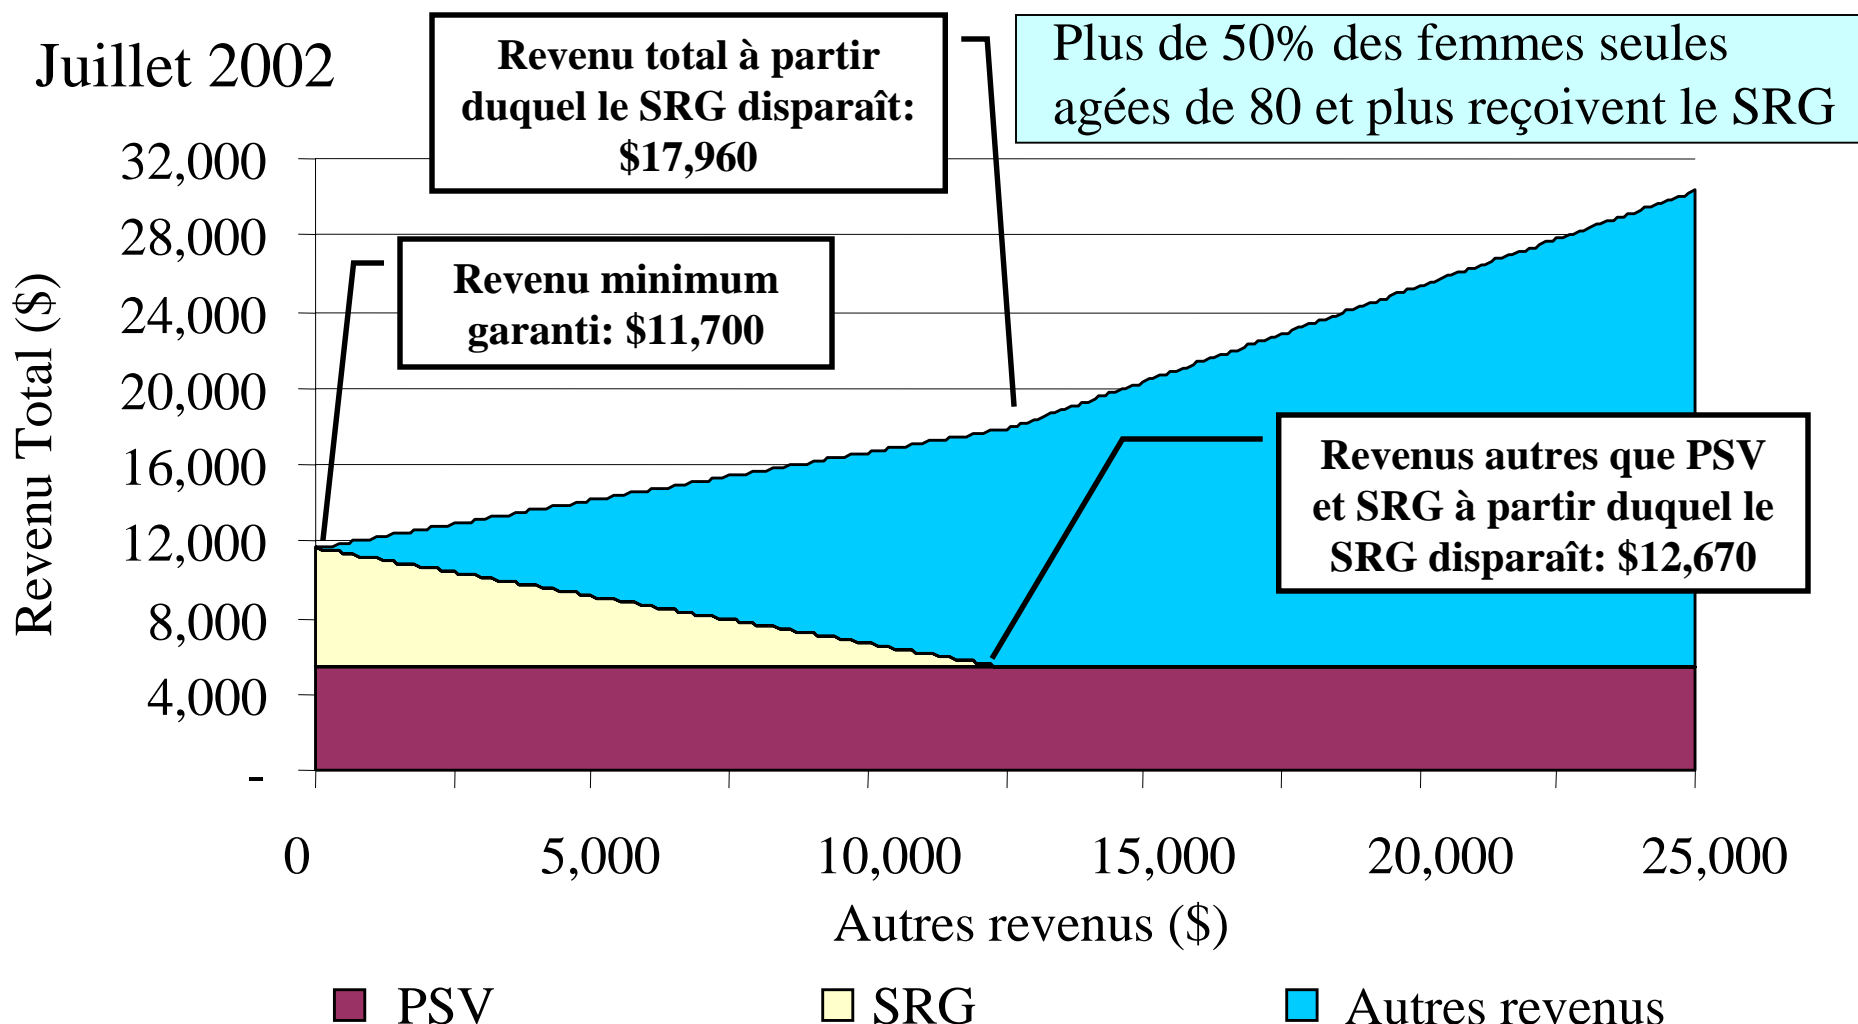 Juillet 2002
Revenu total à partir
duquel le SRG disparaît:
$17,960
Plus de 50% des femmes seules
agées de 80 et plus reçoivent le SRG
Revenu minimum
garanti: $11,700
Revenus autres que PSV
et SRG à partir duquel le
SRG disparaît: $12,670
Revenu Total ($)
32,000
28,000
24,000
20,000
16,000
12,000
8,000
4,000
-
0 5,000 10,000 15,000 20,000 25,000
Autres revenus ($)
PSV SRG Autres revenus